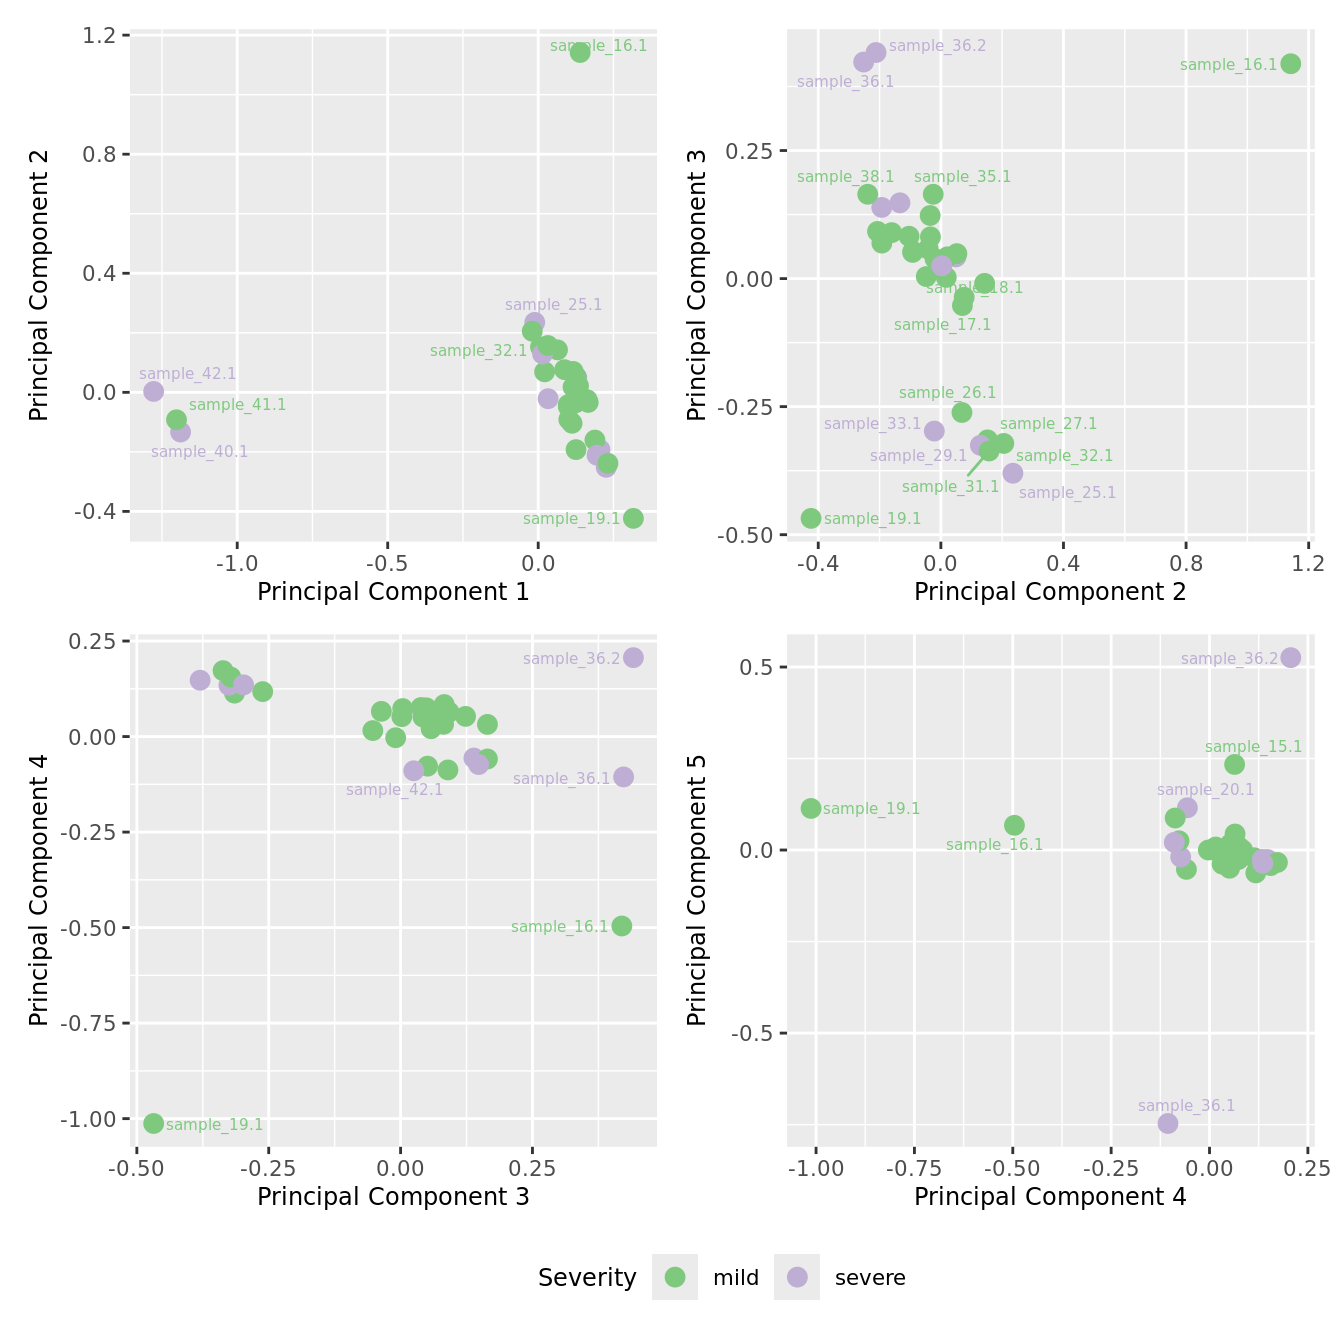 1.2
0.8
0.4
0.0
-0.4
Principal Component 2
sample_16.1
sample_25.1
sample_32.1
sample_42.1
sample_41.1
sample_40.1
sample_19.1
-1.0 -0.5 0.0
Principal Component 1
0.25
0.00
-0.25
-0.50
Principal Component 3
sample_36.2
sample_16.1
sample_36.1
sample_38.1 sample_35.1
sample_18.1
sample_17.1
sample_26.1
sample_33.1 sample_27.1
sample_29.1 sample_32.1
sample_31.1
sample_25.1
sample_19.1
-0.4 0.0 0.4 0.8 1.2
Principal Component 2
0.25
0.00
-0.25
-0.50
-0.75
-1.00
Principal Component 4
sample_36.2
sample_36.1
sample_42.1
sample_16.1
sample_19.1
-0.50 -0.25 0.00 0.25
Principal Component 3
0.5
0.0
-0.5
Principal Component 5
sample_36.2
sample_15.1
sample_20.1
sample_19.1
sample_16.1
sample_36.1
-1.00 -0.75 -0.50 -0.25 0.00 0.25
Principal Component 4
Severity mild severe